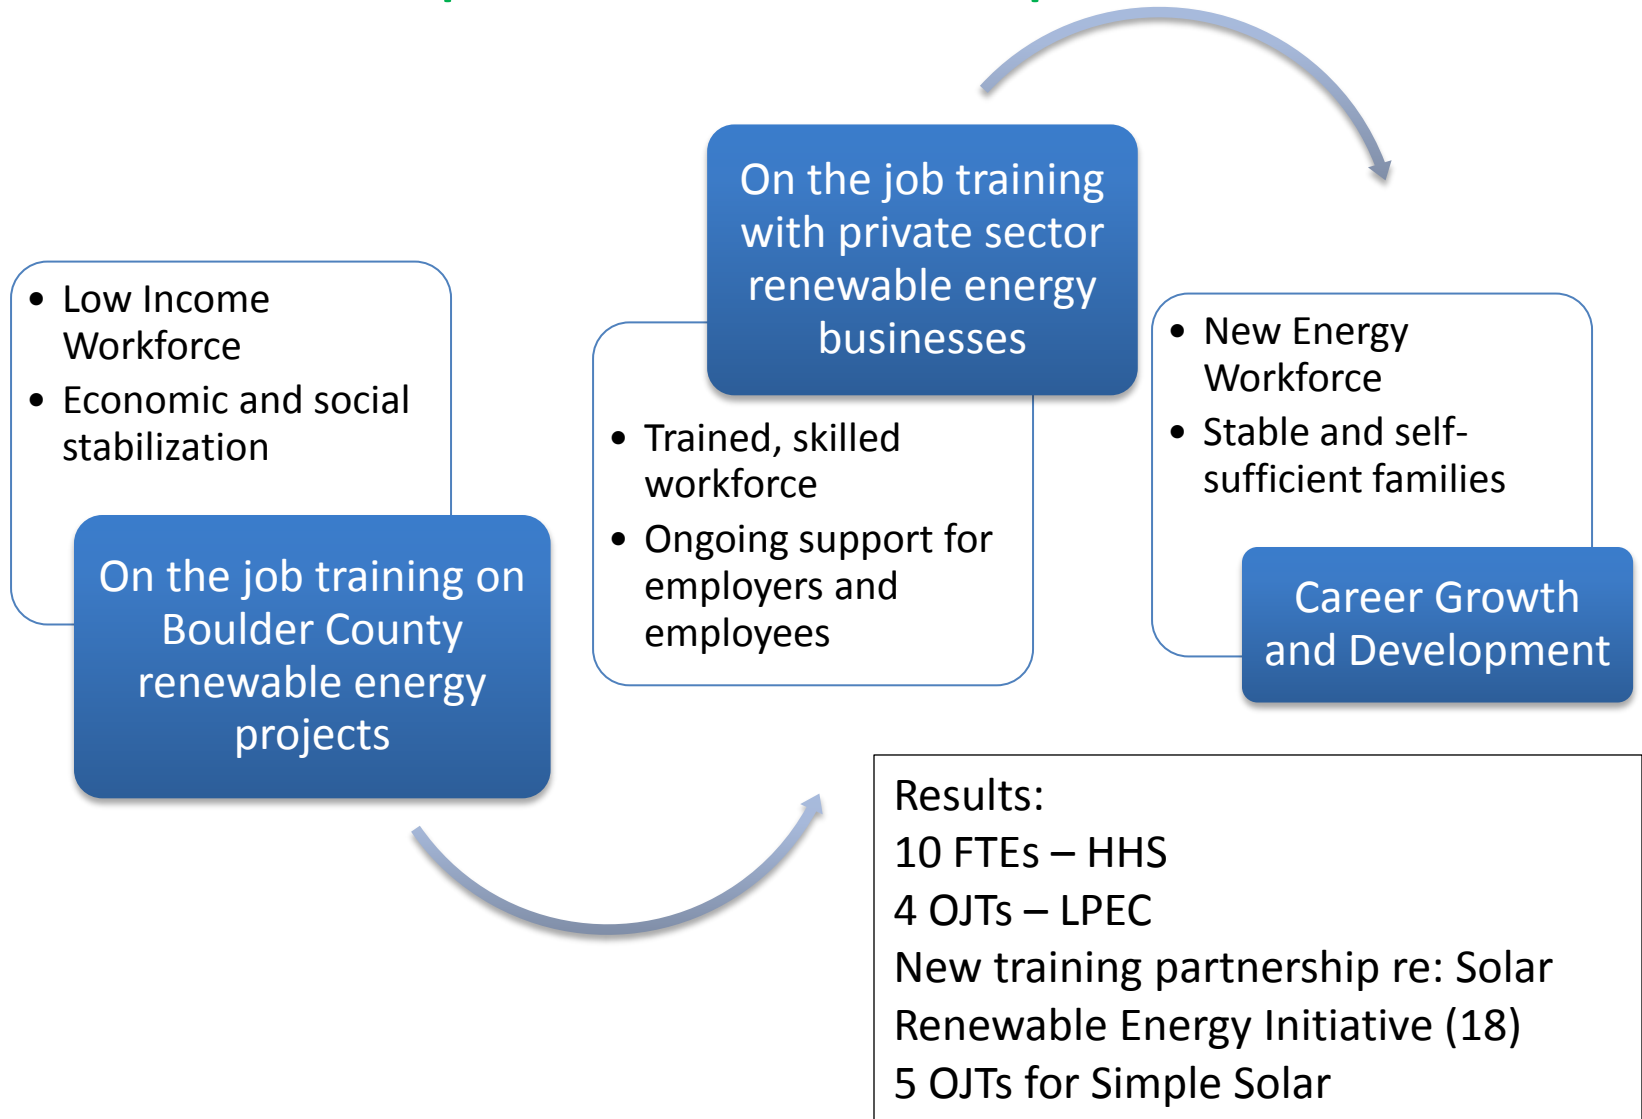 • Low Income
Workforce
• Economic and social
stabilization
On the job training on
Boulder County
renewable energy
projects
On the job training
with private sector
renewable energy
businesses
• Trained, skilled
workforce
• Ongoing support for
employers and
employees
• New Energy
Workforce
• Stable and self-
sufficient families
Career Growth
and Development
Results:
10 FTEs – HHS
4 OJTs – LPEC
New training partnership re: Solar
Renewable Energy Initiative (18)
5 OJTs for Simple Solar